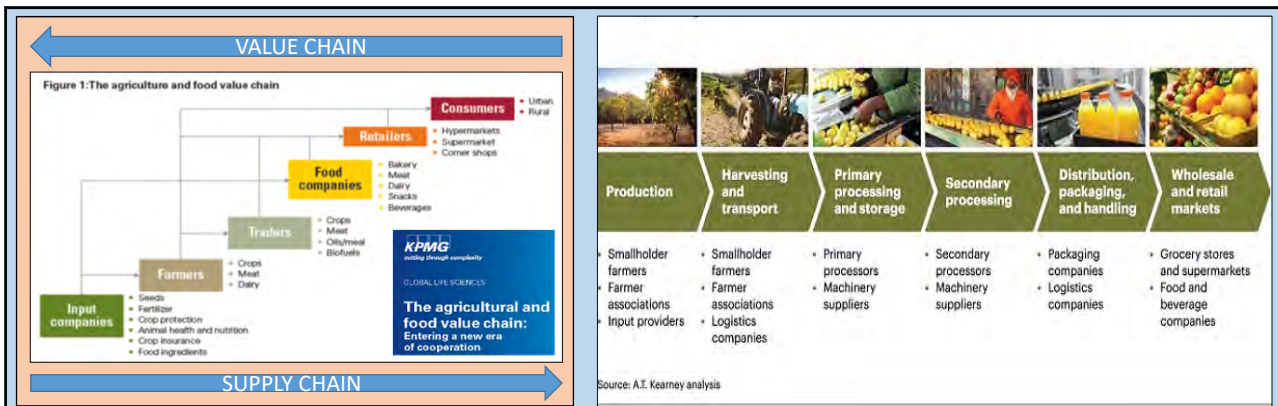 VALUE CHAIN
Figure 1:The agriculture and food value chain
Consumers
• Urban
• Rural
Retailers
• Hypermarkets
• Supermarket
• Corner shops
Food
companies
• Bakery
• Meat
• Dairy
• Snacks
• Beverages
Traders
• Crops
• Meat
• Oils/meal
• Biofuels
Farmers
• Crops
• Meat
• Dairy
Input
companies
• Seeds
• Fertilizer
• Crop protection
• Animal health and nutrition
• Crop insurance
• Food ingredients
KPMG
cutting through complexity
GLOBAL LIFE SCIENCES
The agricultural and
food value chain:
Entering a new era
of cooperation
SUPPLY CHAIN
Production
• Smallholder
farmers
• Farmer
associations
• Input providers
Harvesting
and
transport
• Smallholder
farmers
• Farmer
associations
• Logistics
companies
Primary
processing
and storage
• Primary
processors
• Machinery
suppliers
Secondary
processing
• Secondary
processors
• Machinery
suppliers
Distribution,
packaging,
and handling
• Packaging
companies
• Logistics
companies
Wholesale
and retail
markets
• Grocery stores
and supermarkets
• Food and
beverage
companies
Source: A.T. Kearney analysis